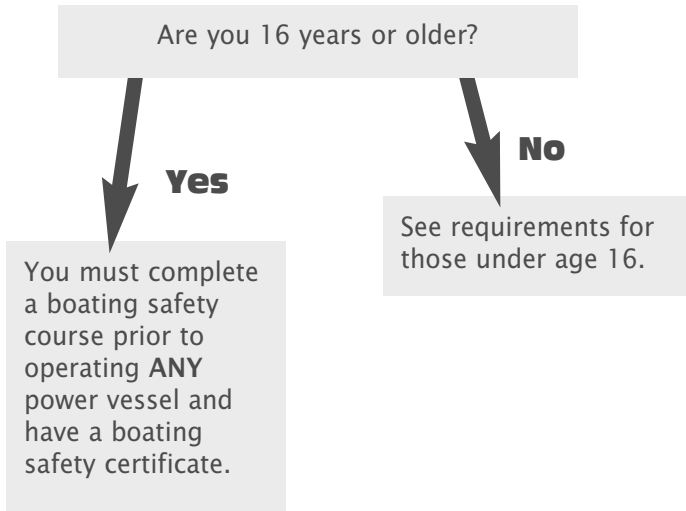 Are you 16 years or older?
Yes
No
You must complete
a boating safety
course prior to
operating ANY
power vessel and
have a boating
safety certificate.
See requirements for
those under age 16.